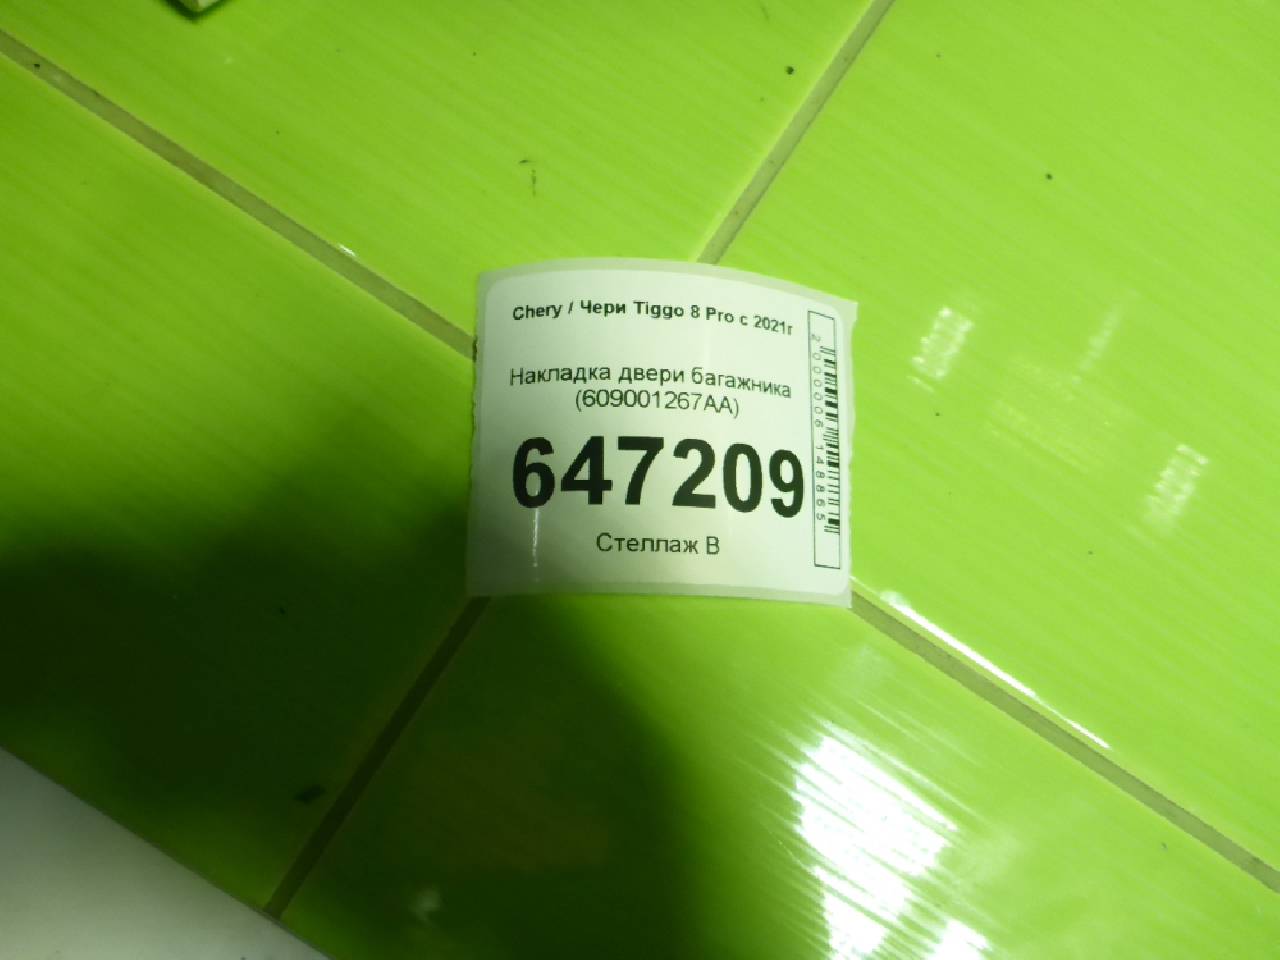 Chery / Чери Tiggo 8 Pro с 2021г
Накладка двери багажника
(609001267AA)
647209
Стеллаж В
2000006148865